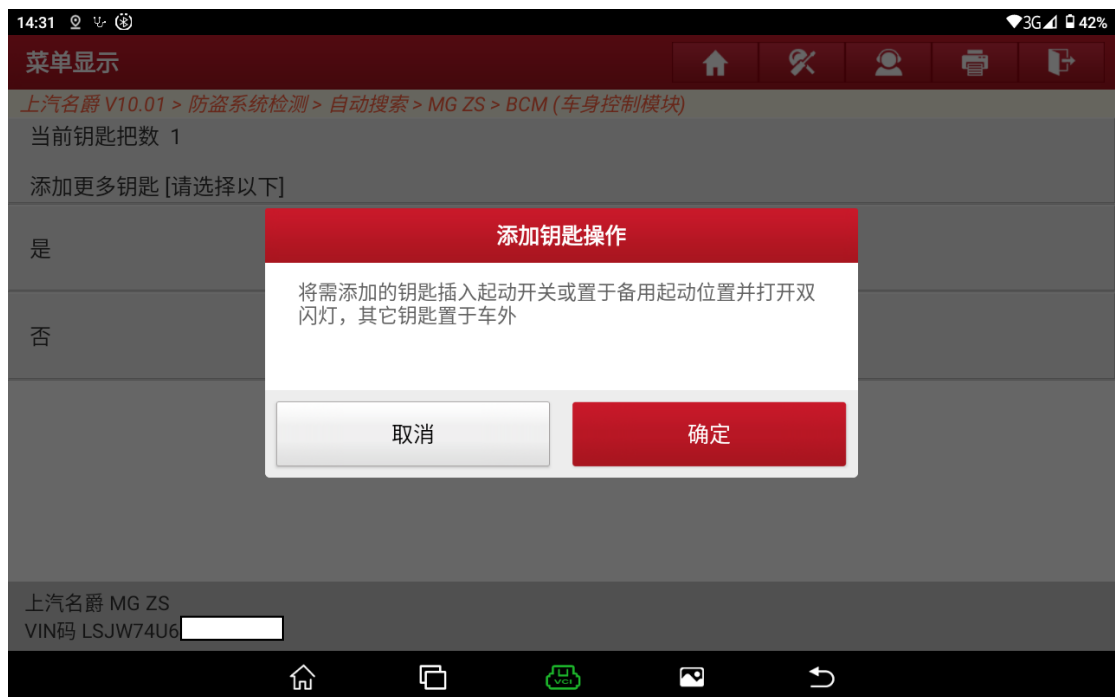 14:31
3G 42%
菜单显示
上汽名爵 V10.01 > 防盗系统检测 > 自动搜索 > MG ZS > BCM (车身控制模块)
当前钥匙把数 1
添加更多钥匙 [请选择以下]
是
添加钥匙操作
将需添加的钥匙插入起动开关或置于备用起动位置并打开双
闪灯，其它钥匙置于车外
否
取消
确定
上汽名爵 MG ZS
VIN码 LSJW74U6
VCI